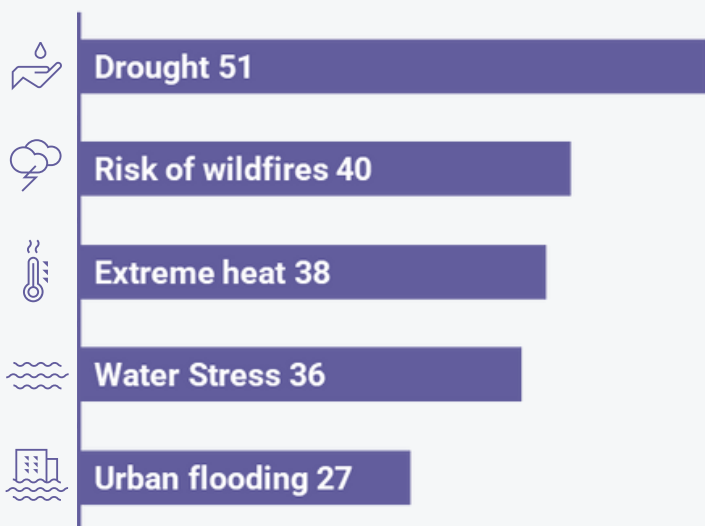 Drought 51
Risk of wildfires 40
Extreme heat 38
Water Stress 36
Urban flooding 27